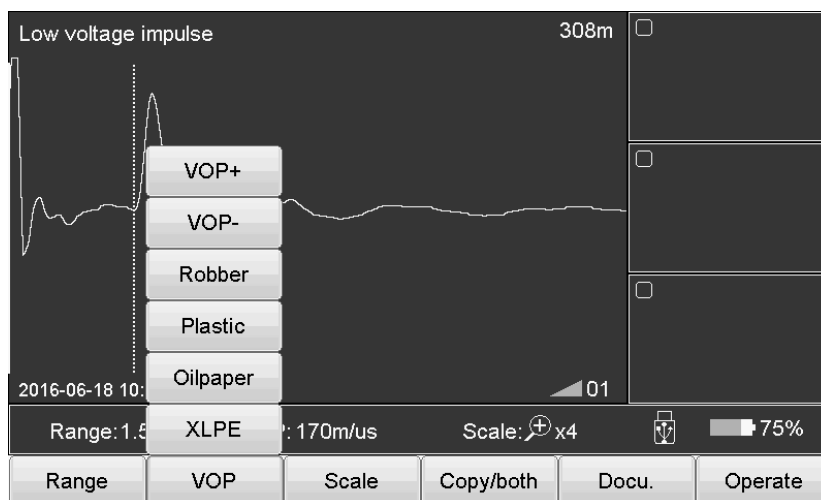 Low voltage impulse 308m
VOP+
VOP-
Robber
Plastic
Oilpaper
XLPE
2016-06-18 10: 01
Range:1.5 : 170m/us Scale: x4 75%
Range VOP Scale Copy/both Docu. Operate